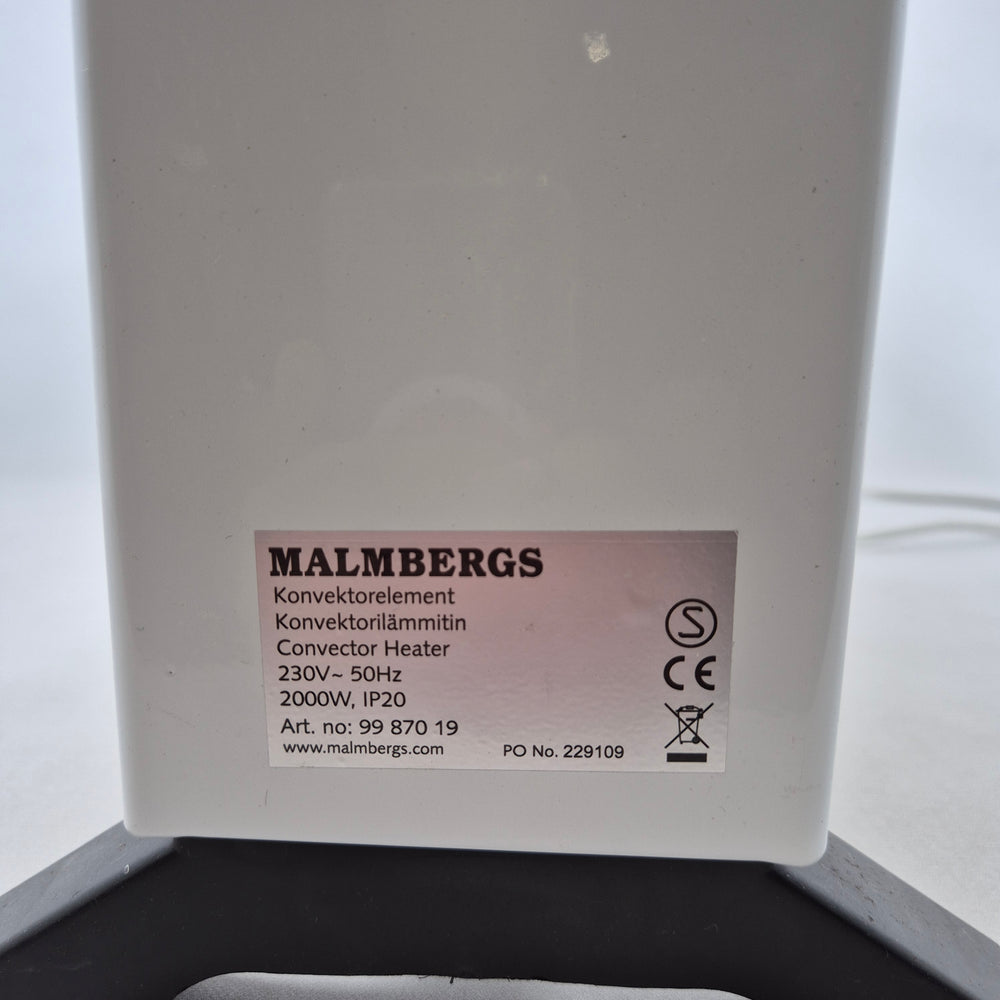 MALMBERGS
Konvektorelement
Konvektorilämmitin
Convector Heater
230V~ 50Hz
2000W, IP20
Art. no: 99 870 19
www.malmbergs.com
PO No. 229109
S
CE